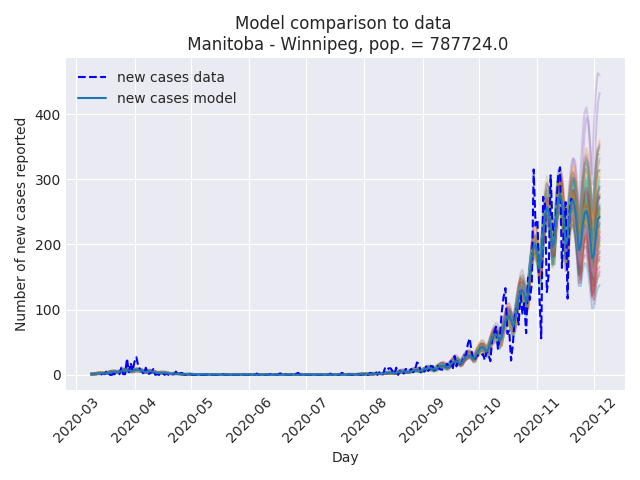 Model comparison to data
Manitoba - Winnipeg, pop. = 787724.0
new cases data
new cases model
Number of new cases reported
400
300
200
100
0
2020-03
2020-04
2020-05
2020-06
2020-07
2020-08
2020-09
2020-10
2020-11
2020-12
Day